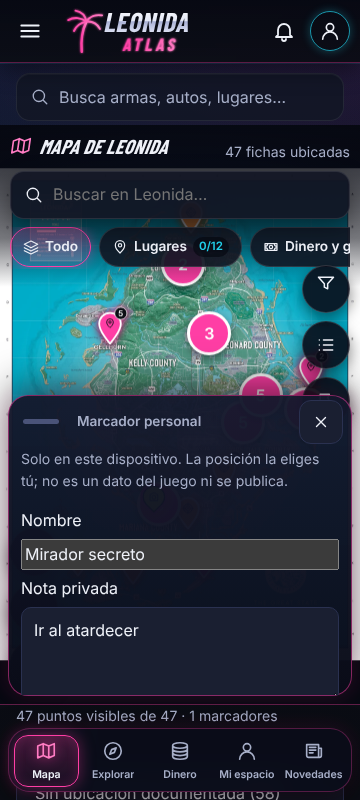 LEONIDA
ATLAS
Busca armas, autos, lugares...
MAPA DE LEONIDA
47 fichas ubicadas
Buscar en Leonida...
Todo
Lugares 0/12
Dinero y g
2
5
3
LEONARD COUNTY
KELLY COUNTY
5
Marcador personal
Solo en este dispositivo. La posición la eliges
tú; no es un dato del juego ni se publica.
Nombre
Mirador secreto
Nota privada
Ir al atardecer
47 puntos visibles de 47 · 1 marcadores
Mapa
Explorar
Dinero
Mi espacio
Novedades
Sin ubicación documentada (58)